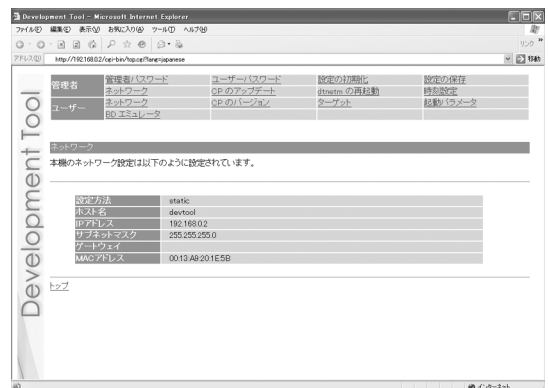 Development Tool - Microsoft Internet Explorer
ファイル(F) 編集(E) 表示(V) お気に入り(A) ツール(T) ヘルプ(H)
リンク
アドレス(D) http://192.168.0.2/cgi-bin/top.cgi?lang=japanese 移動
Development Tool
管理者 管理者パスワード ユーザーパスワード 設定の初期化 設定の保存
ネットワーク CP のアップデート dtnetm の再起動 時刻設定
ユーザー ネットワーク CP のバージョン ターゲット 起動パラメータ
BD エミュレータ
ネットワーク
本機のネットワーク設定は以下のように設定されています。
設定方法 static
ホスト名 devtool
IPアドレス 192.168.0.2
サブネットマスク 255.255.255.0
ゲートウェイ
MACアドレス 00:13:A9:20:1E:5B
トップ
インターネット